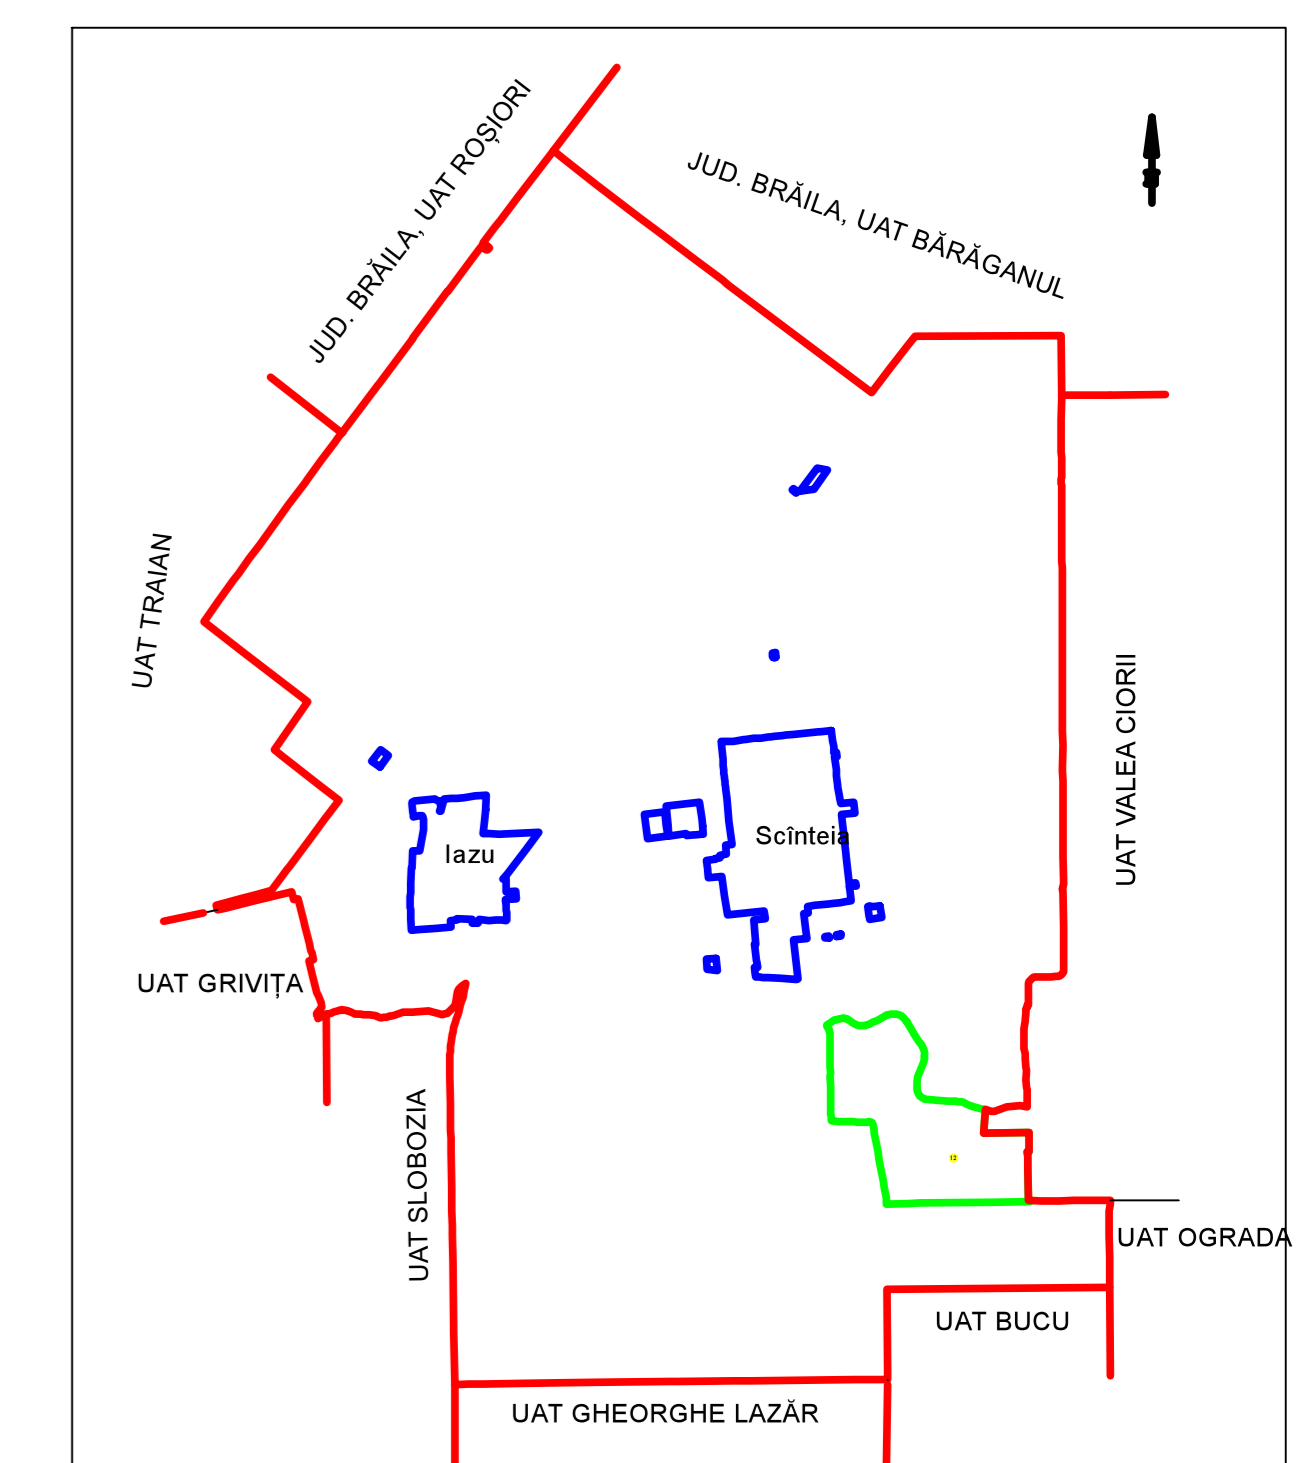 JUD. BRĂILA, UAT ROȘIORI
JUD. BRĂILA, UAT BĂRĂGANUL
UAT TRAIAN
UAT VALEA CIORII
Scînteia
Iazu
UAT GRIVIȚA
UAT SLOBOZIA
12
UAT OGRADA
UAT BUCU
UAT GHEORGHE LAZĂR